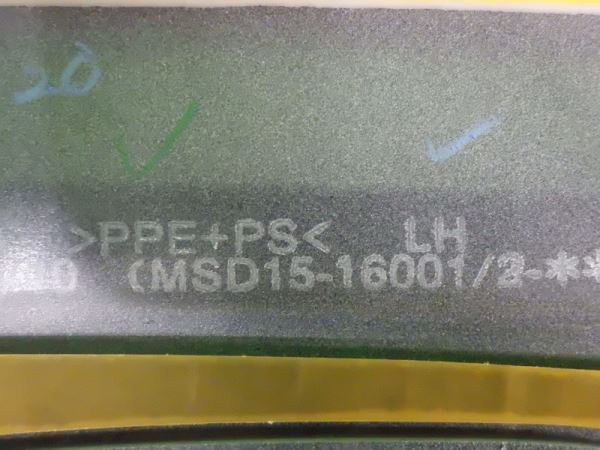 20
>PPE+PS< LH
(MSD15-16001/2-**